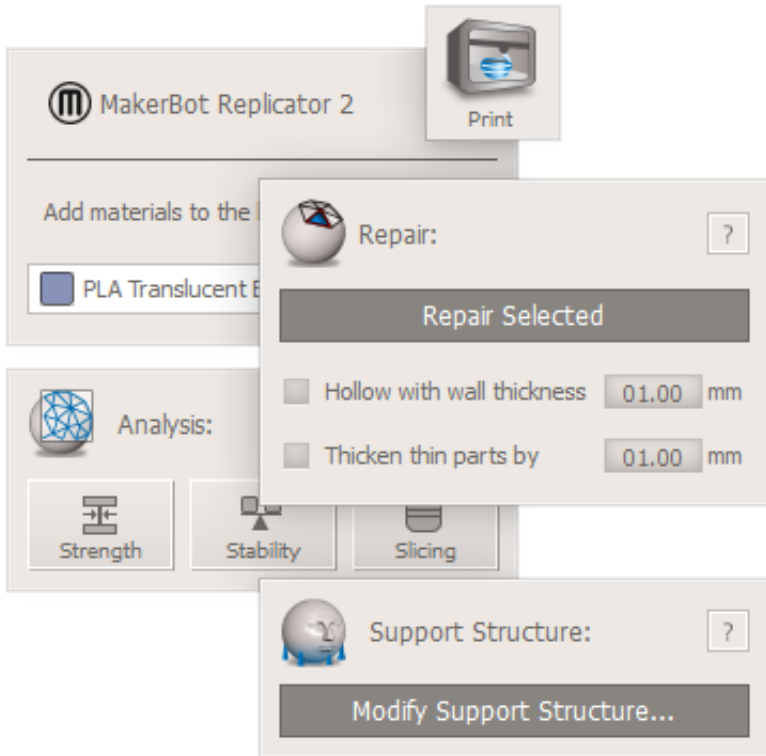 Print
MakerBot Replicator 2
Add materials to the
PLA Translucent
Repair:
?
Repair Selected
Hollow with wall thickness 01.00 mm
Thicken thin parts by 01.00 mm
Analysis:
Strength
Stability
Slicing
Support Structure:
?
Modify Support Structure...